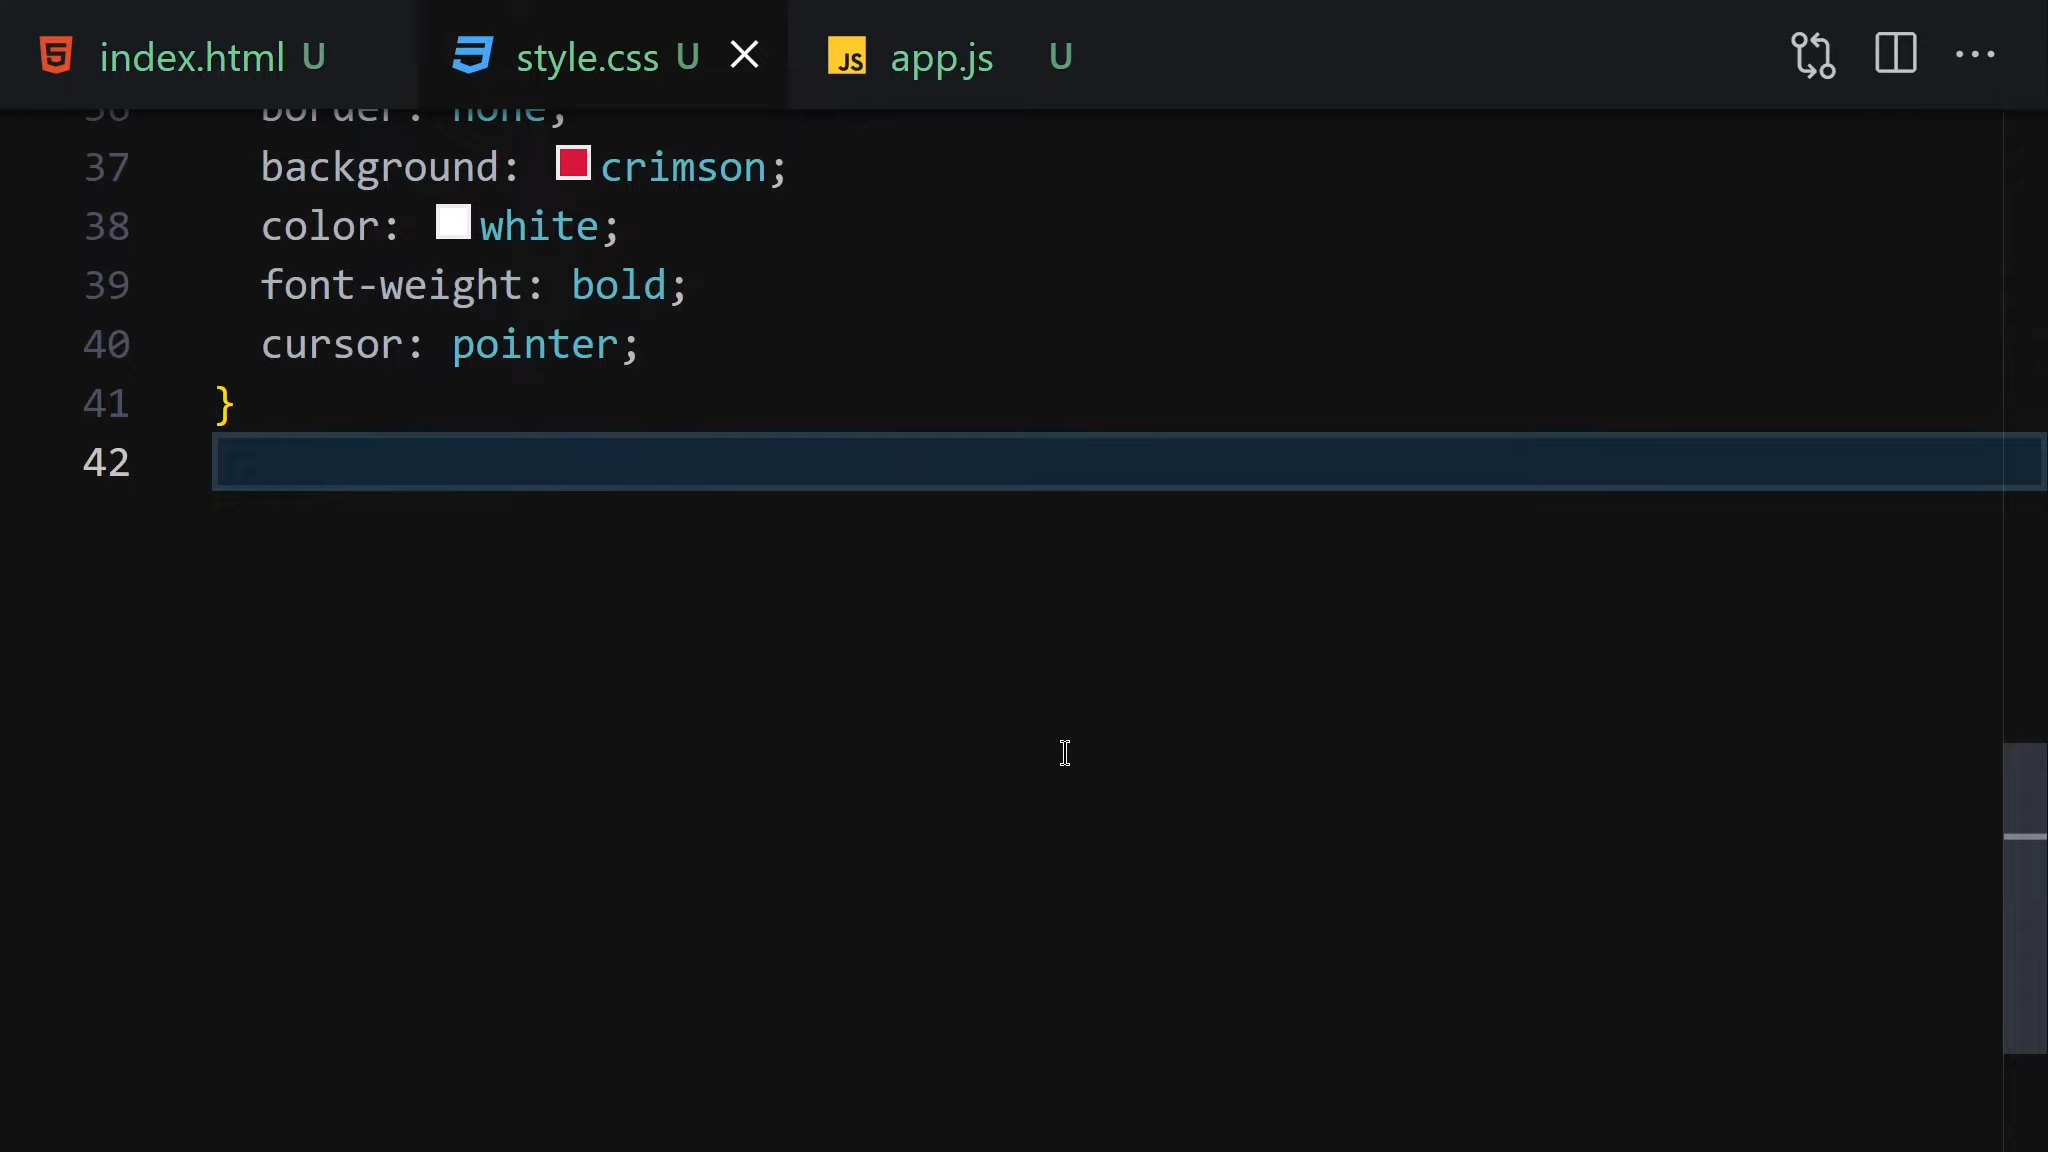 index.html U style.css U app.js U
36 border: none;
37 background: crimson;
38 color: white;
39 font-weight: bold;
40 cursor: pointer;
41 }
42